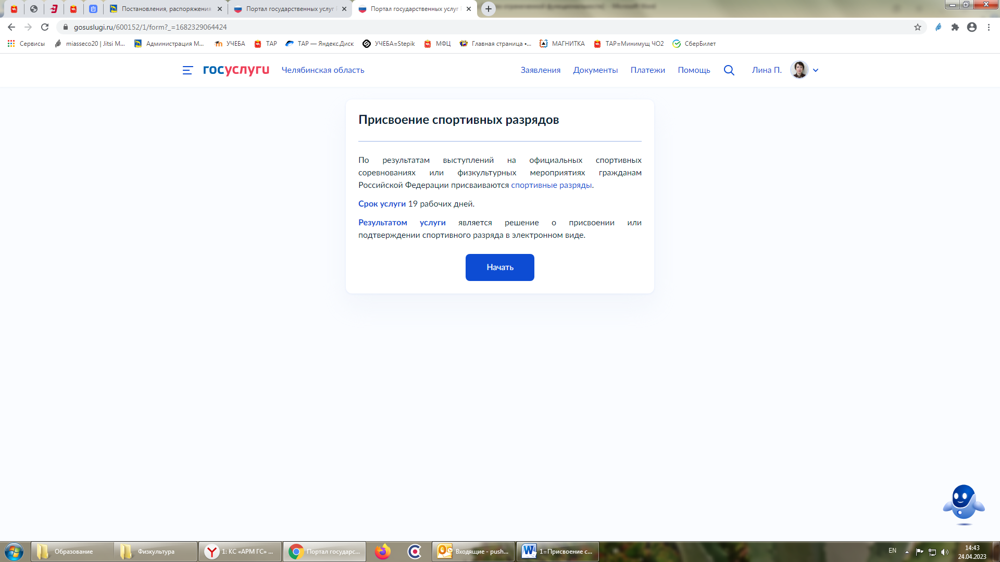 Постановления, распоряжения
Портал государственных услуг
Портал государственных услуг
gosuslugi.ru/600152/1/form?_=1682329064424
Сервисы
miasseco20 | Jitsi M...
Администрация М...
УЧЕБА
ТАР
ТАР — Яндекс.Диск
УЧЕБА=Stepik
МФЦ
Главная страница •...
МАГНИТКА
ТАР=Минимущ ЧО2
СберБилет
госуслуги
Челябинская область
Заявления
Документы
Платежи
Помощь
Лина П.
Присвоение спортивных разрядов
По результатам выступлений на официальных спортивных
соревнованиях или физкультурных мероприятиях гражданам
Российской Федерации присваиваются спортивные разряды.
Срок услуги 19 рабочих дней.
Результатом услуги является решение о присвоении или
подтверждении спортивного разряда в электронном виде.
Начать
Образование
Физкультура
1: КС «АРМ ГС» ...
Портал государс...
Входящие - push...
1=Присвоение с...
EN
14:43
24.04.2023